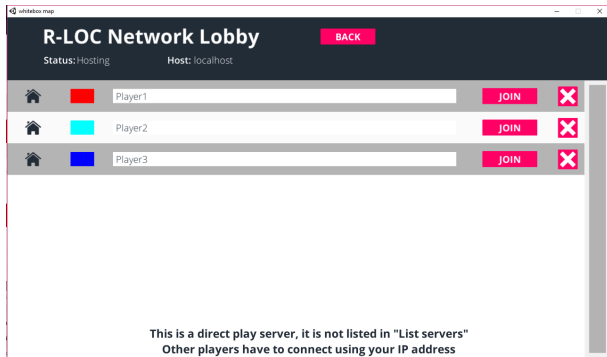 whitebox map
R-LOC Network Lobby
BACK
Status: Hosting
Host: localhost
Player1
JOIN
Player2
JOIN
Player3
JOIN
This is a direct play server, it is not listed in "List servers"
Other players have to connect using your IP address